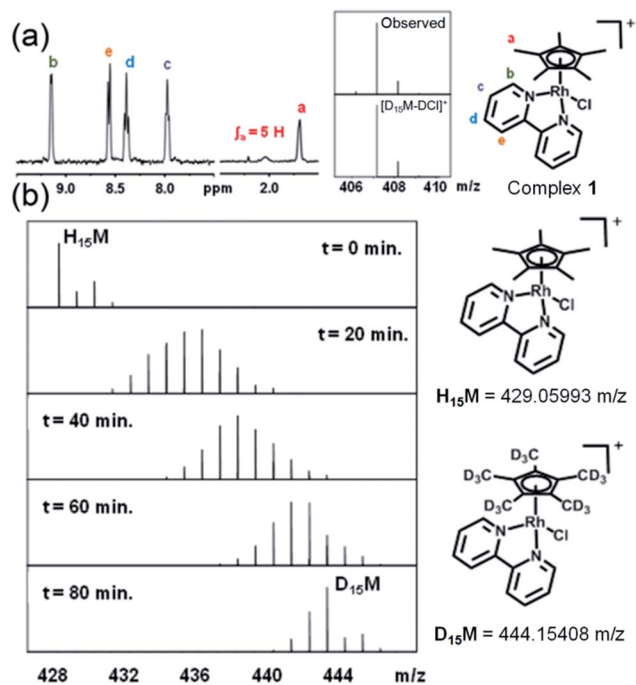 (a)
b
e
d
c
a
∫a = 5 H
9.0 8.5 8.0 ppm 2.0
Observed
[D15M-DCl]+
406 408 410 m/z
+
a
b
c
d
e
Rh
Cl
N
N
Complex 1
(b)
H15M
t= 0 min.
t= 20 min.
t= 40 min.
t= 60 min.
t= 80 min.
D15M
428 432 436 440 444 m/z
+
Rh
Cl
N
N
H15M = 429.05993 m/z
+
D3C
D3C
CD3
D3C
CD3
Rh
Cl
N
N
D15M = 444.15408 m/z